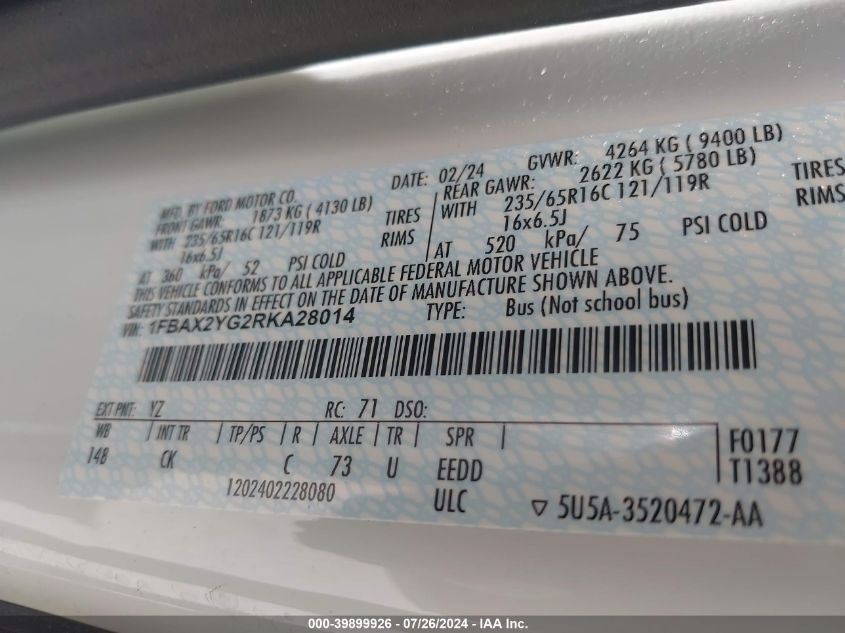 MFD. BY FORD MOTOR CO. DATE: 02/24 GVWR: 4264 KG ( 9400 LB)
FRONT GAWR: 1873 KG ( 4130 LB) REAR GAWR: 2622 KG ( 5780 LB)
WITH 235/65R16C 121/119R TIRES WITH 235/65R16C 121/119R TIRES
16x6.5J RIMS 16x6.5J RIMS
AT 360 kPa/ 52 PSI COLD AT 520 kPa/ 75 PSI COLD
THIS VEHICLE CONFORMS TO ALL APPLICABLE FEDERAL MOTOR VEHICLE
SAFETY STANDARDS IN EFFECT ON THE DATE OF MANUFACTURE SHOWN ABOVE.
VIN: 1FBAX2YG2RKA28014 TYPE: Bus (Not school bus)
EXT PNT: YZ RC: 71 DSO:
WB INT TR TP/PS R AXLE TR SPR F0177
148 CK C 73 U EEDD T1388
1202402228080 ULC ▽ 5U5A-3520472-AA
000-39899926 / 07/26/2024 - IAA Inc.